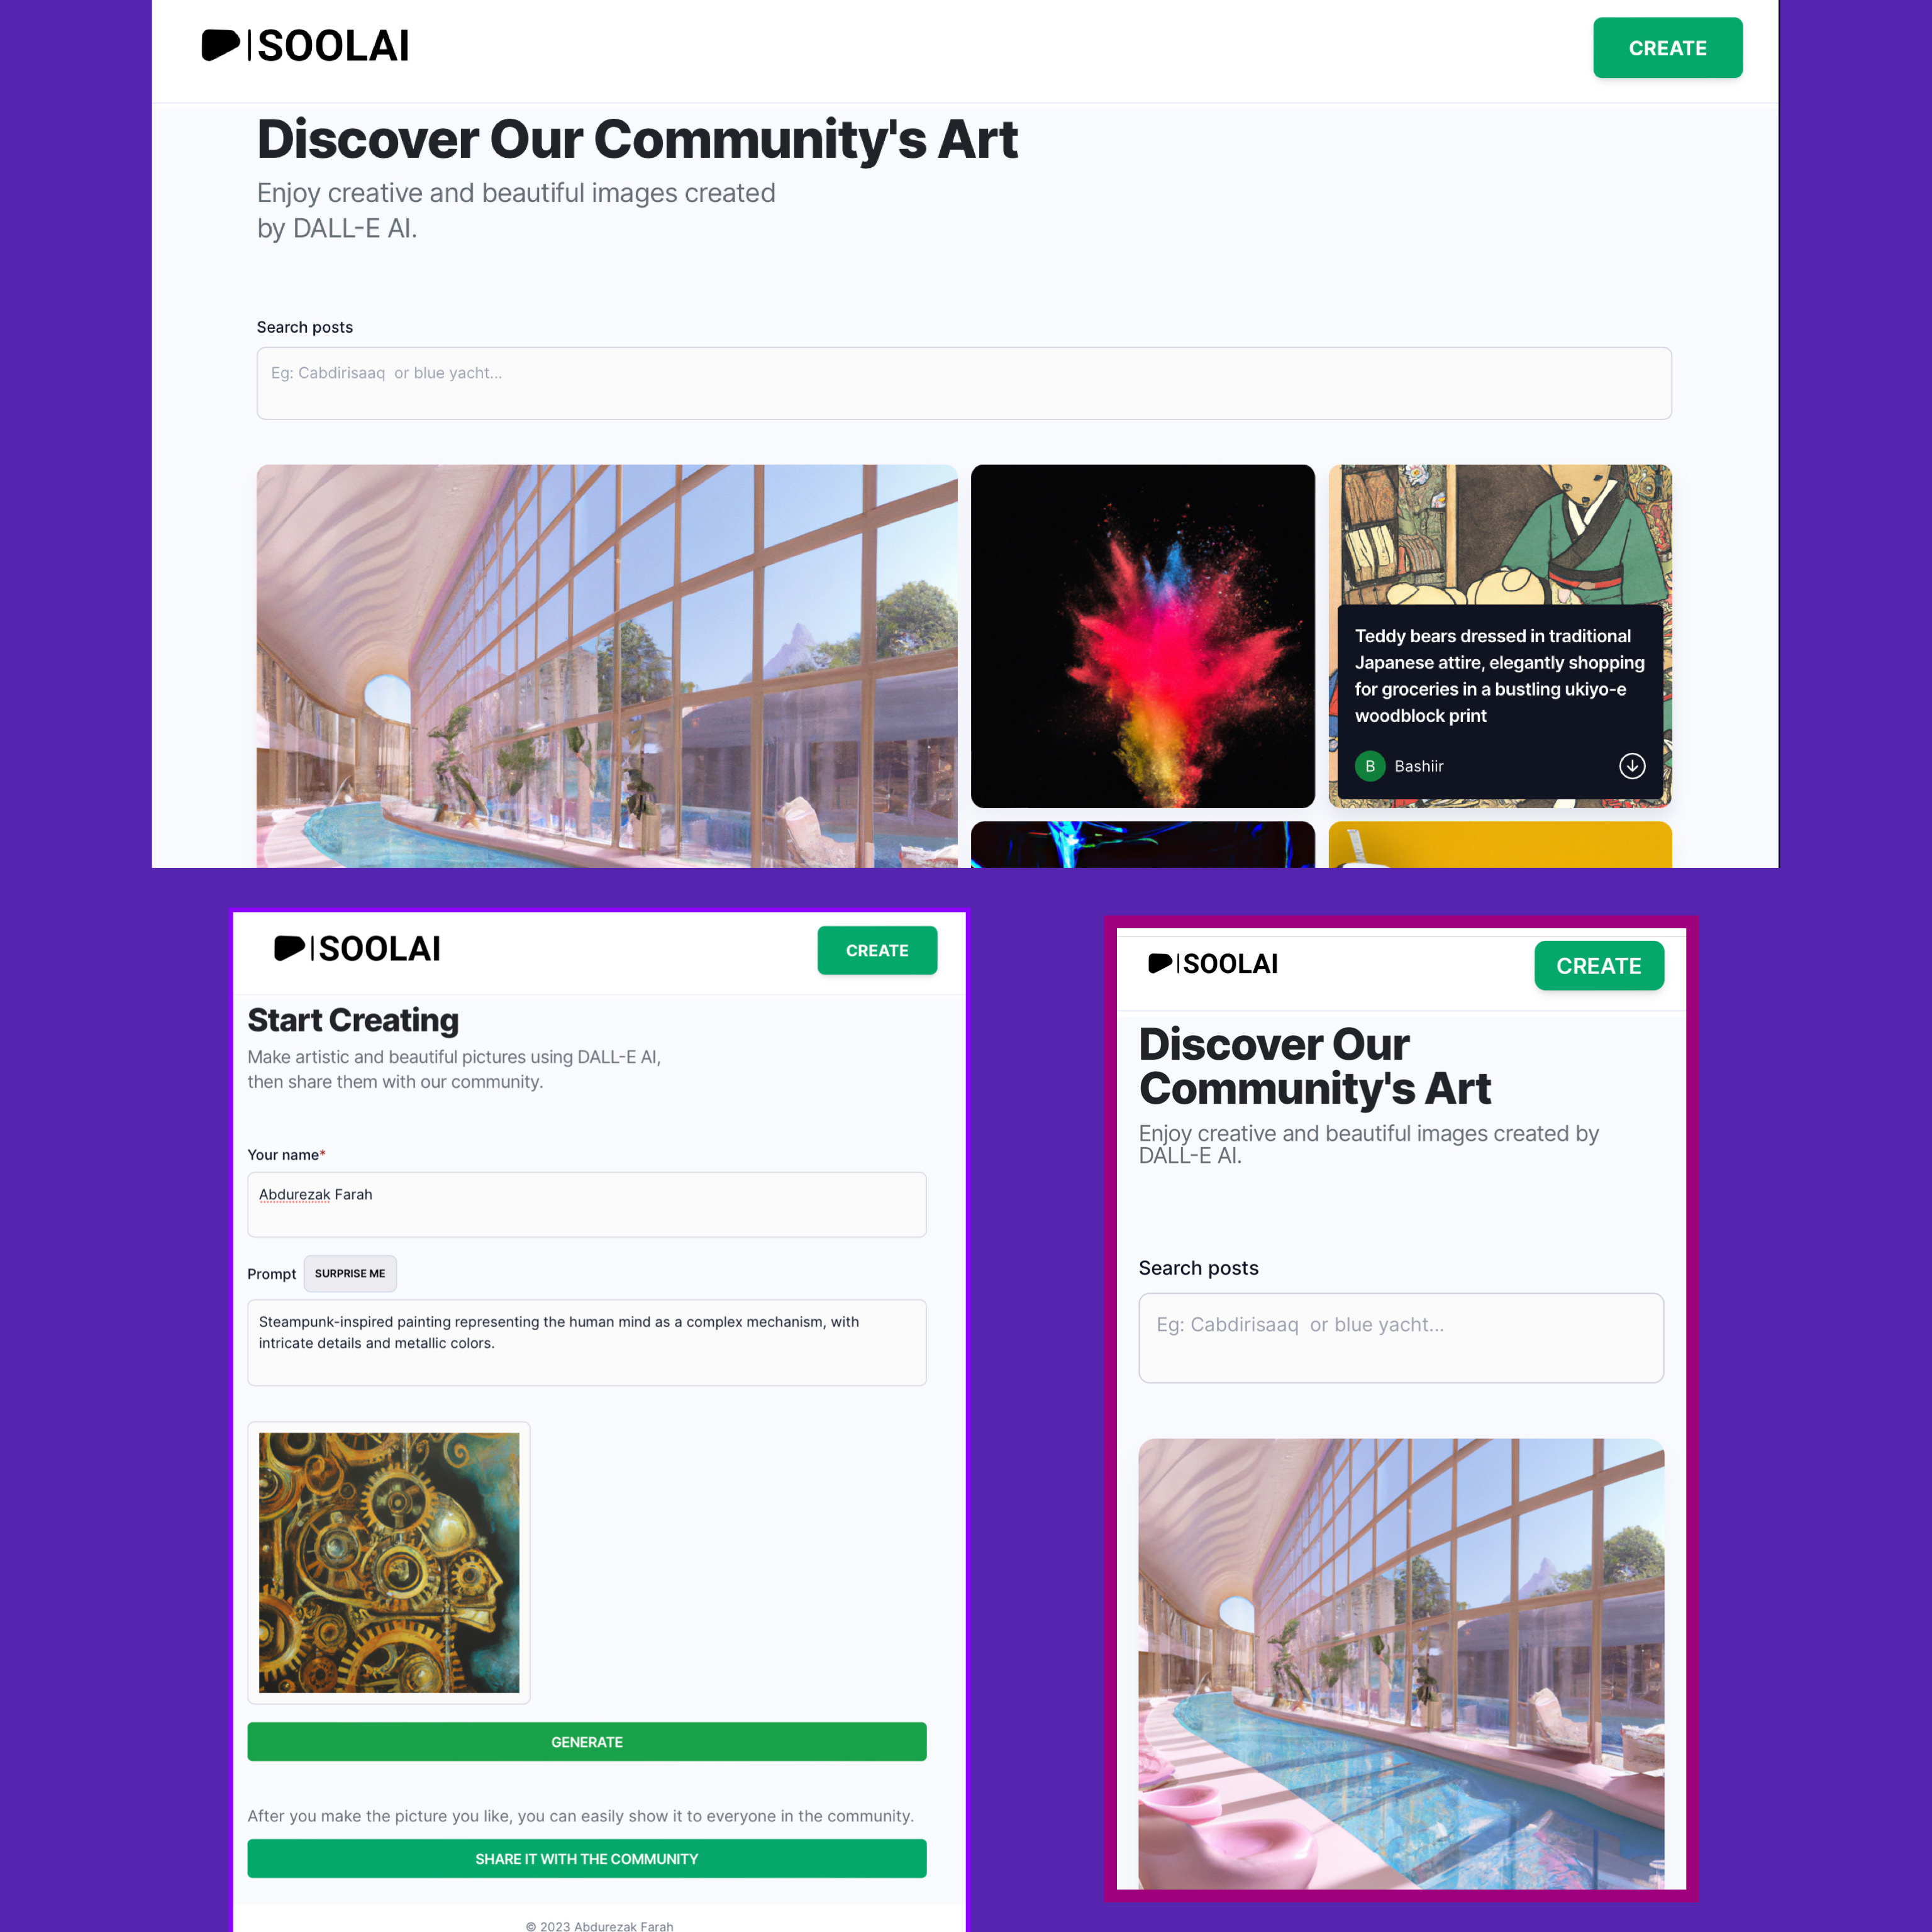 SOOLAI
CREATE
Discover Our Community's Art
Enjoy creative and beautiful images created
by DALL-E AI.
Search posts
Eg: Cabdirisaaq or blue yacht...
Teddy bears dressed in traditional
Japanese attire, elegantly shopping
for groceries in a bustling ukiyo-e
woodblock print
B Bashiir
SOOLAI
CREATE
Start Creating
Make artistic and beautiful pictures using DALL-E AI,
then share them with our community.
Your name*
Abdurezak Farah
Prompt SURPRISE ME
Steampunk-inspired painting representing the human mind as a complex mechanism, with
intricate details and metallic colors.
GENERATE
After you make the picture you like, you can easily show it to everyone in the community.
SHARE IT WITH THE COMMUNITY
© 2023 Abdurezak Farah
SOOLAI
CREATE
Discover Our
Community's Art
Enjoy creative and beautiful images created by
DALL-E AI.
Search posts
Eg: Cabdirisaaq or blue yacht...